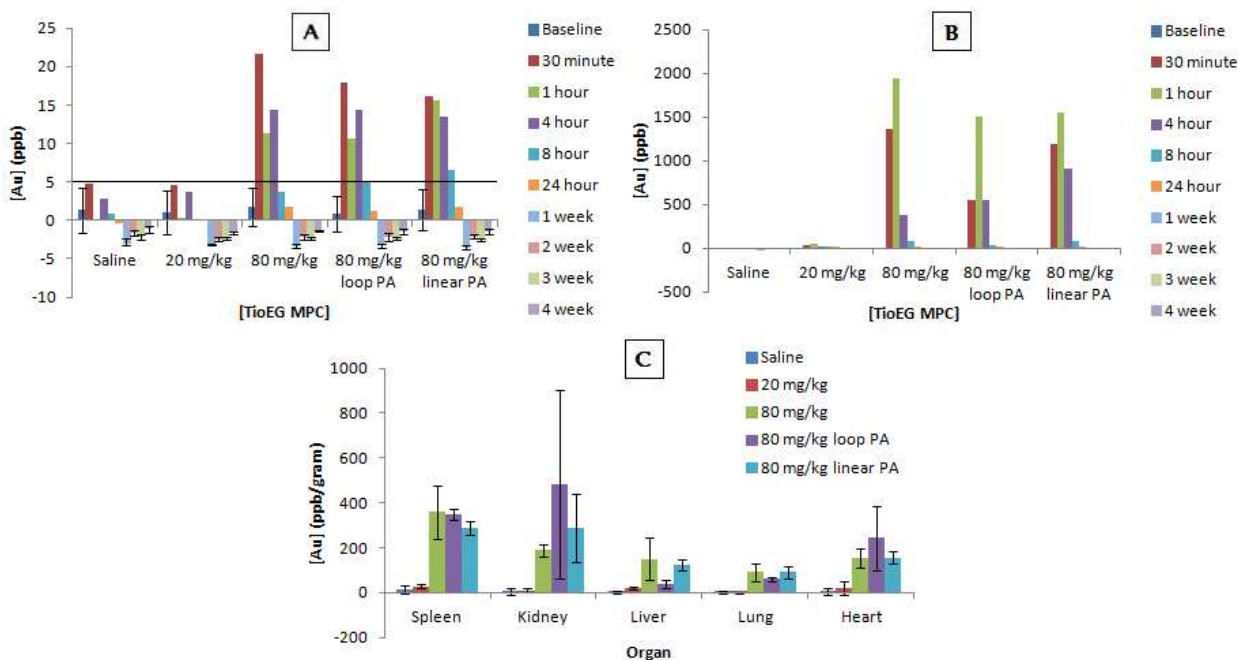 A
[Au] (ppb)
25
20
15
10
5
0
-5
-10
Saline
20 mg/kg
80 mg/kg
80 mg/kg
loop PA
80 mg/kg
linear PA
[TioEG MPC]
Baseline
30 minute
1 hour
4 hour
8 hour
24 hour
1 week
2 week
3 week
4 week
B
[Au] (ppb)
2500
2000
1500
1000
500
0
-500
Saline
20 mg/kg
80 mg/kg
80 mg/kg
loop PA
80 mg/kg
linear PA
[TioEG MPC]
Baseline
30 minute
1 hour
4 hour
8 hour
24 hour
1 week
2 week
3 week
4 week
C
[Au] (ppb/gram)
1000
800
600
400
200
0
-200
Spleen
Kidney
Liver
Lung
Heart
Organ
Saline
20 mg/kg
80 mg/kg
80 mg/kg loop PA
80 mg/kg linear PA